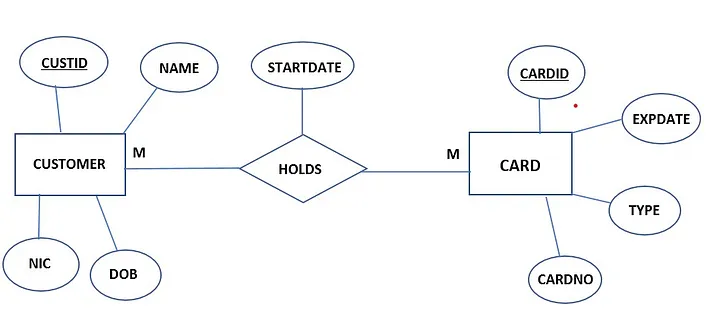 CUSTID
NAME
STARTDATE
CARDID
EXPDATE
CUSTOMER
M
HOLDS
M
CARD
TYPE
NIC
DOB
CARDNO